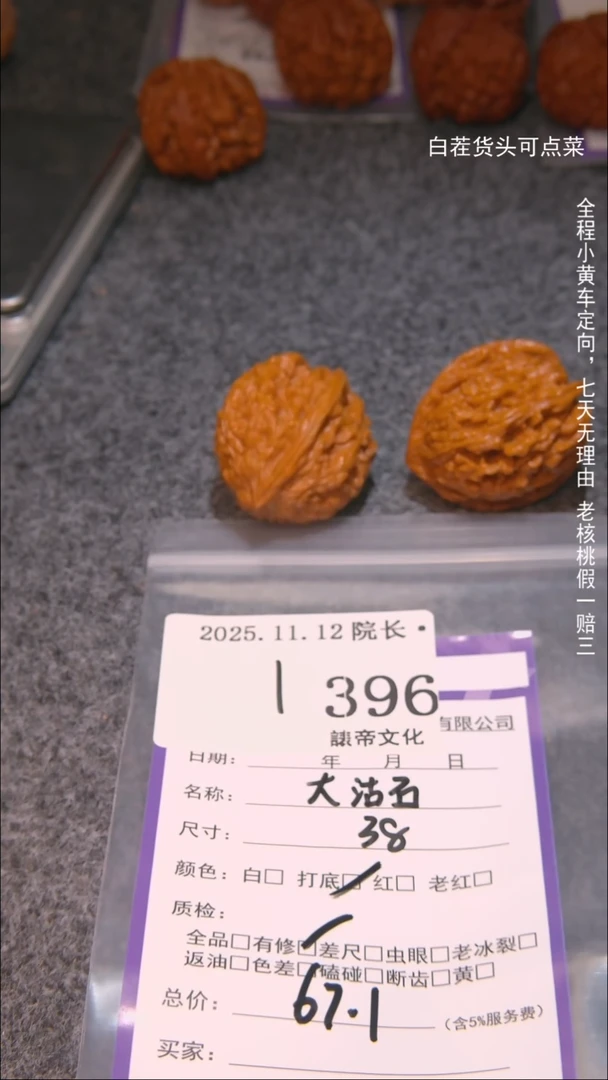 白茬货头可点菜
全程小黄车定向，七天无理由 老核桃假一赔三
2025.11.12 院长·
1 396
諌帝文化
有限公司
日期: 年 月 日
名称: 大沽石
尺寸: 38
颜色: 白□ 打底□ 红□ 老红□
质检:
全品□有修□差尺□虫眼□老冰裂□
返油□色差□磕碰□断齿□黄□
总价: 67.1 (含5%服务费)
买家: